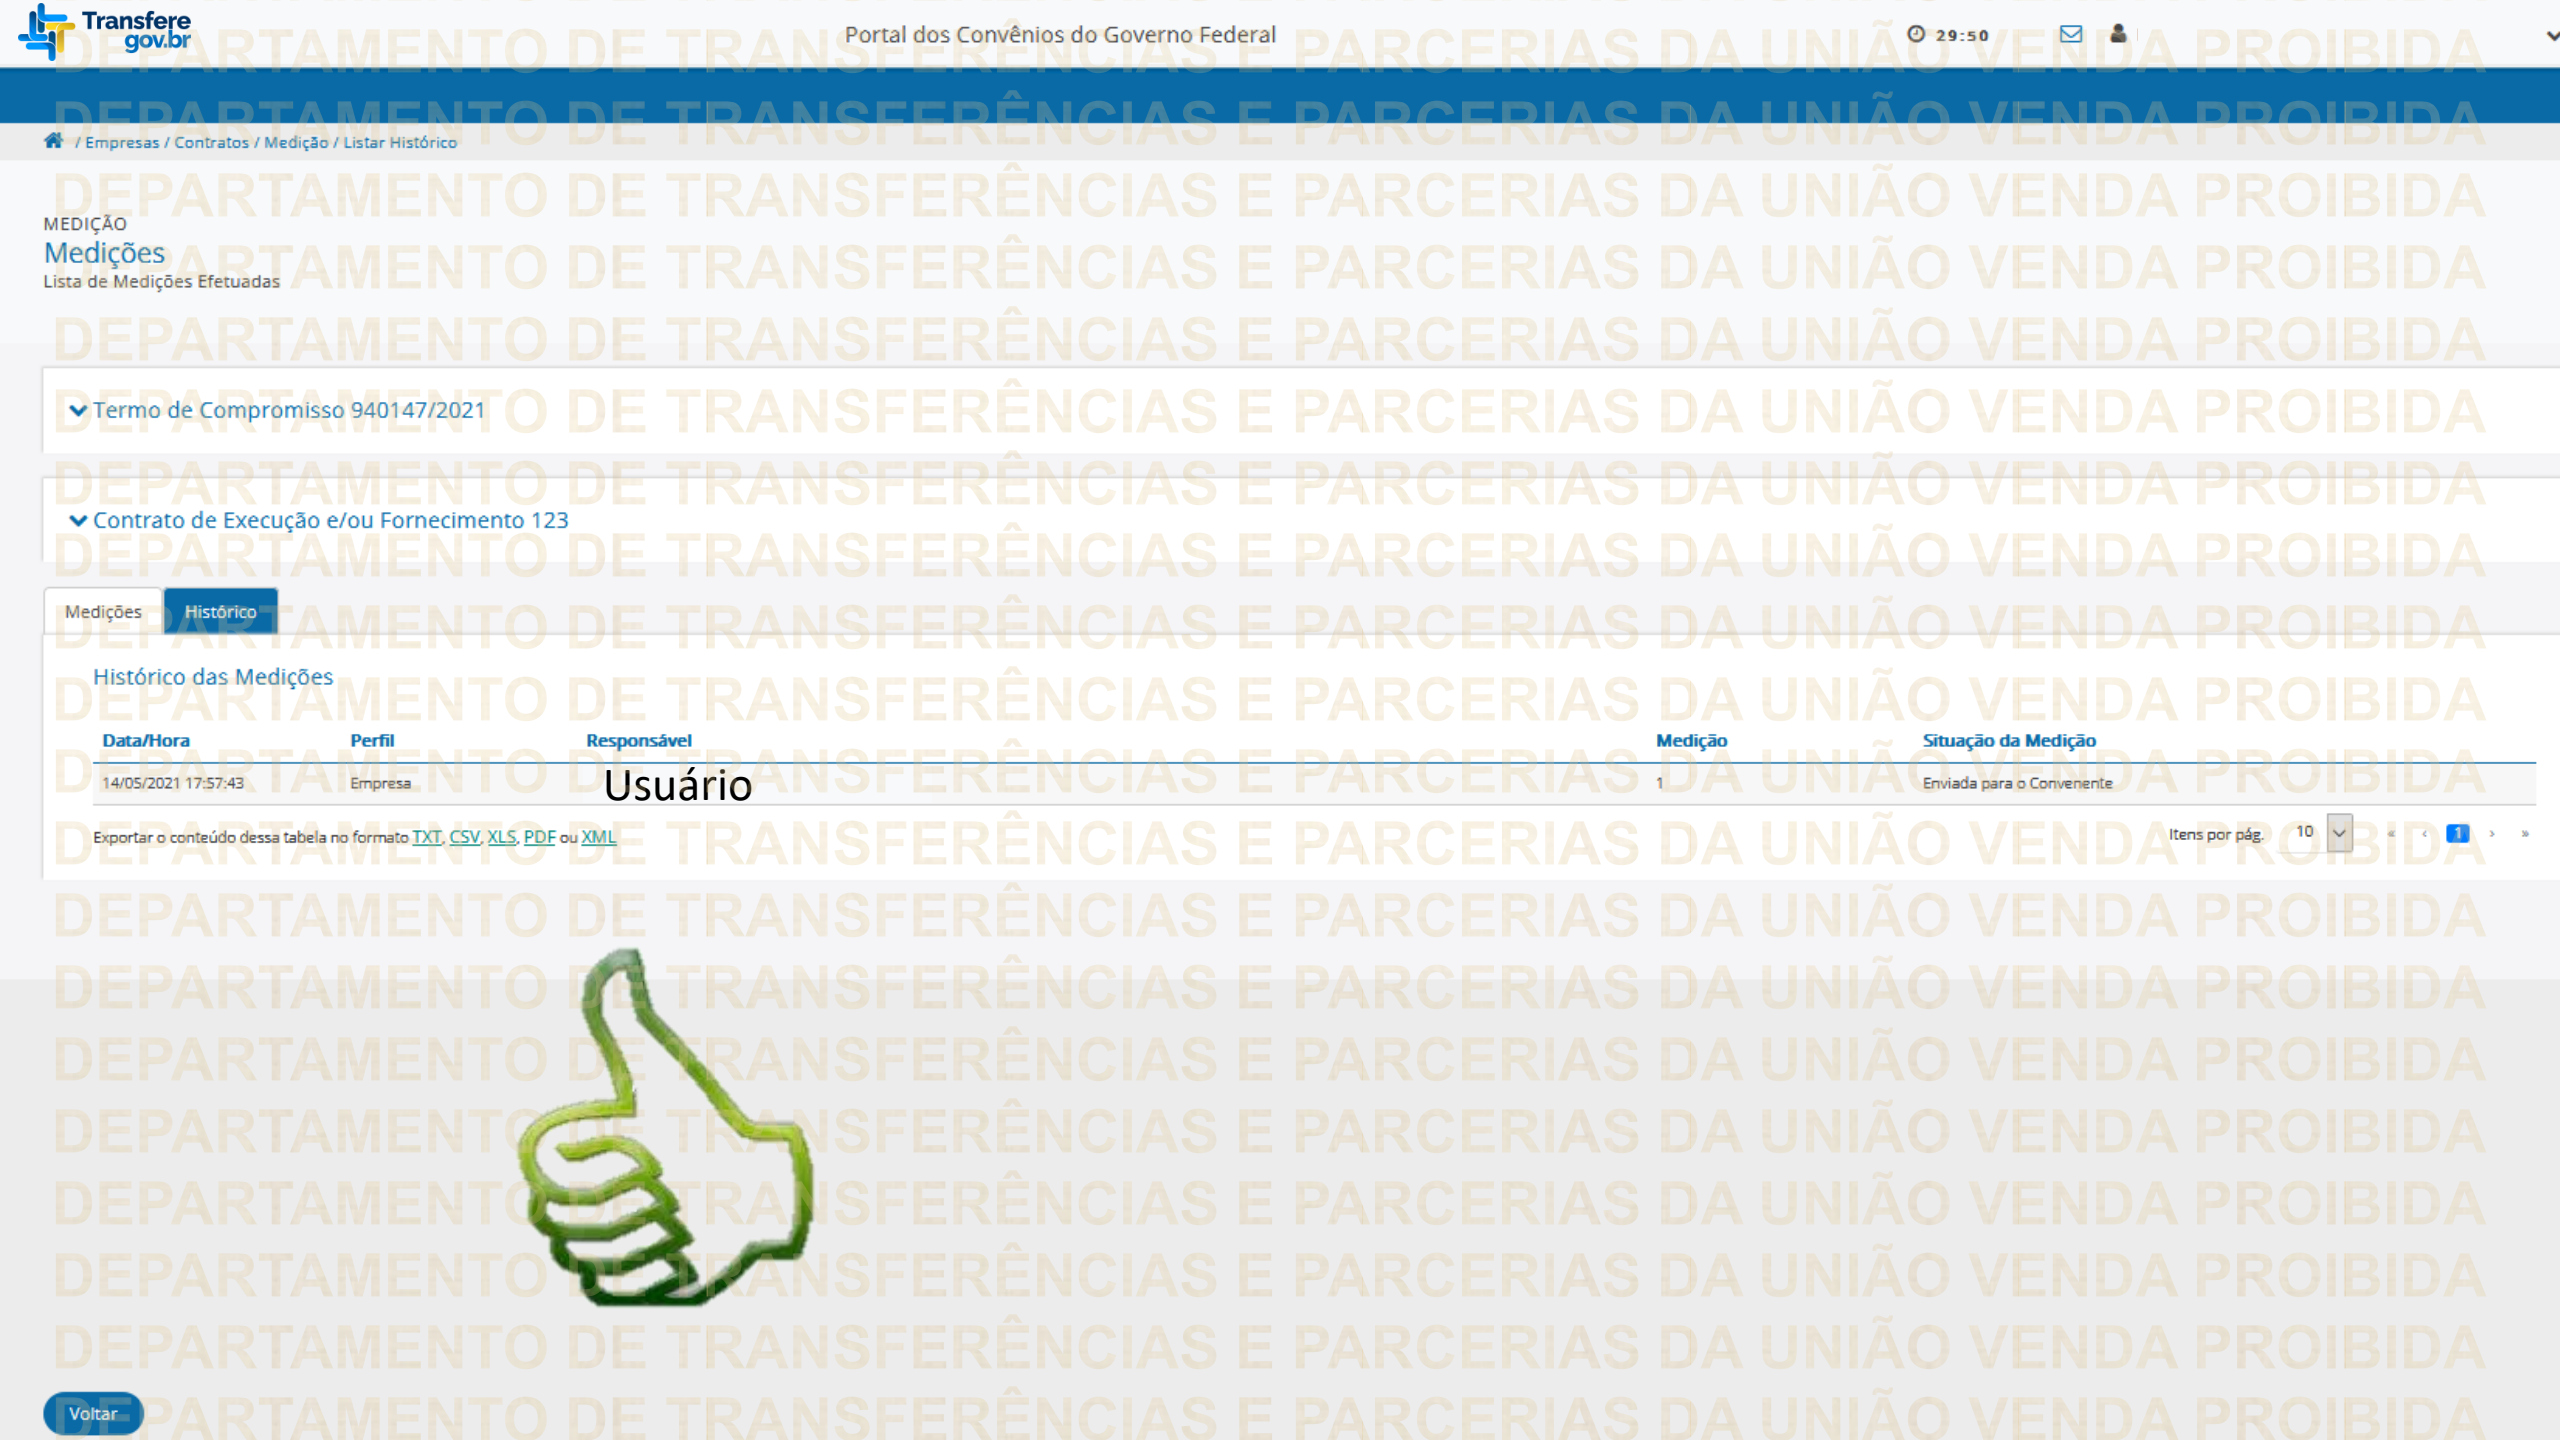 Transfere
gov.br
Portal dos Convênios do Governo Federal
29:50
/ Empresas / Contratos / Medição / Listar Histórico
MEDIÇÃO
Medições
Lista de Medições Efetuadas
Termo de Compromisso 940147/2021
Contrato de Execução e/ou Fornecimento 123
Medições Histórico
Histórico das Medições
Data/Hora Perfil Responsável Medição Situação da Medição
14/05/2021 17:57:43 Empresa Usuário 1 Enviada para o Convenente
Exportar o conteúdo dessa tabela no formato TXT, CSV, XLS, PDF ou XML
Itens por pág. 10 « ‹ 1 › »
Voltar
DEPARTAMENTO DE TRANSFERÊNCIAS E PARCERIAS DA UNIÃO VENDA PROIBIDA